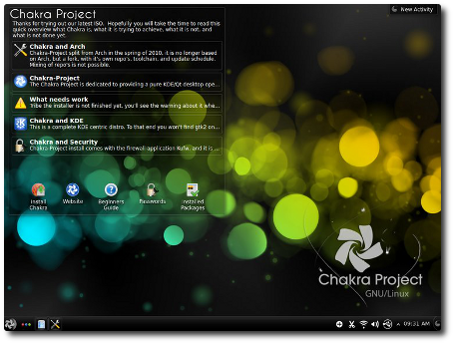 Chakra Project
Thanks for trying out our latest ISO. Hopefully you will take the time to read this
quick overview what Chakra is, what it is trying to achieve, what it is not, and
what is not done yet.
Chakra and Arch
Chakra-Project split from Arch in the spring of 2010, it is no longer based
on Arch, but a fork, with it's own repo's, toolchain, and update schedule.
Mixing of repo's is not possible.
Chakra-Project
The Chakra Project is dedicated to providing a pure KDE/Qt desktop ope...
What needs work
Tribe the installer is not finished yet, you'll see the warning about it whe...
Chakra and KDE
This is a complete KDE centric distro. To that end you won't find gtk2 on...
Chakra and Security
Chakra Project Install comes with the firewall application Kufw, and it is ...
Install
Chakra
Website
Beginners
Guide
Passwords
Installed
Packages
New Activity
Chakra Project
GNU/Linux
09:31 AM